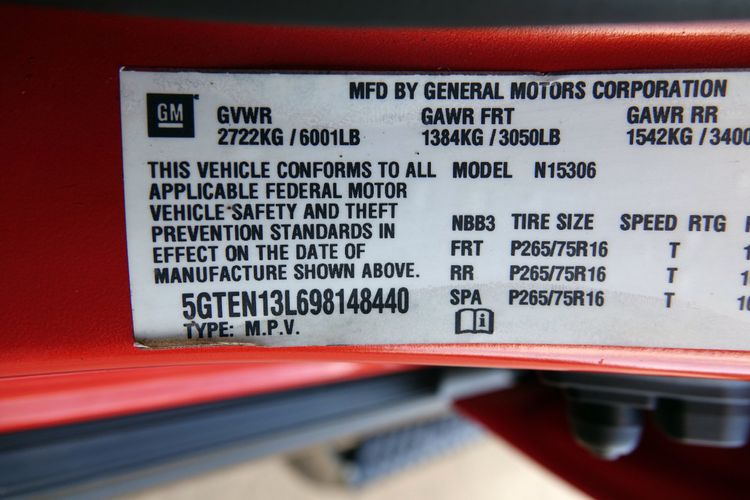 MFD BY GENERAL MOTORS CORPORATION
GM GVWR GAWR FRT GAWR RR
2722KG / 6001LB 1384KG / 3050LB 1542KG / 3400
THIS VEHICLE CONFORMS TO ALL MODEL N15306
APPLICABLE FEDERAL MOTOR
VEHICLE SAFETY AND THEFT
PREVENTION STANDARDS IN
EFFECT ON THE DATE OF
MANUFACTURE SHOWN ABOVE.
NBB3 TIRE SIZE SPEED RTG
FRT P265/75R16 T
RR P265/75R16 T
SPA P265/75R16 T
5GTEN13L698148440
TYPE: M.P.V.